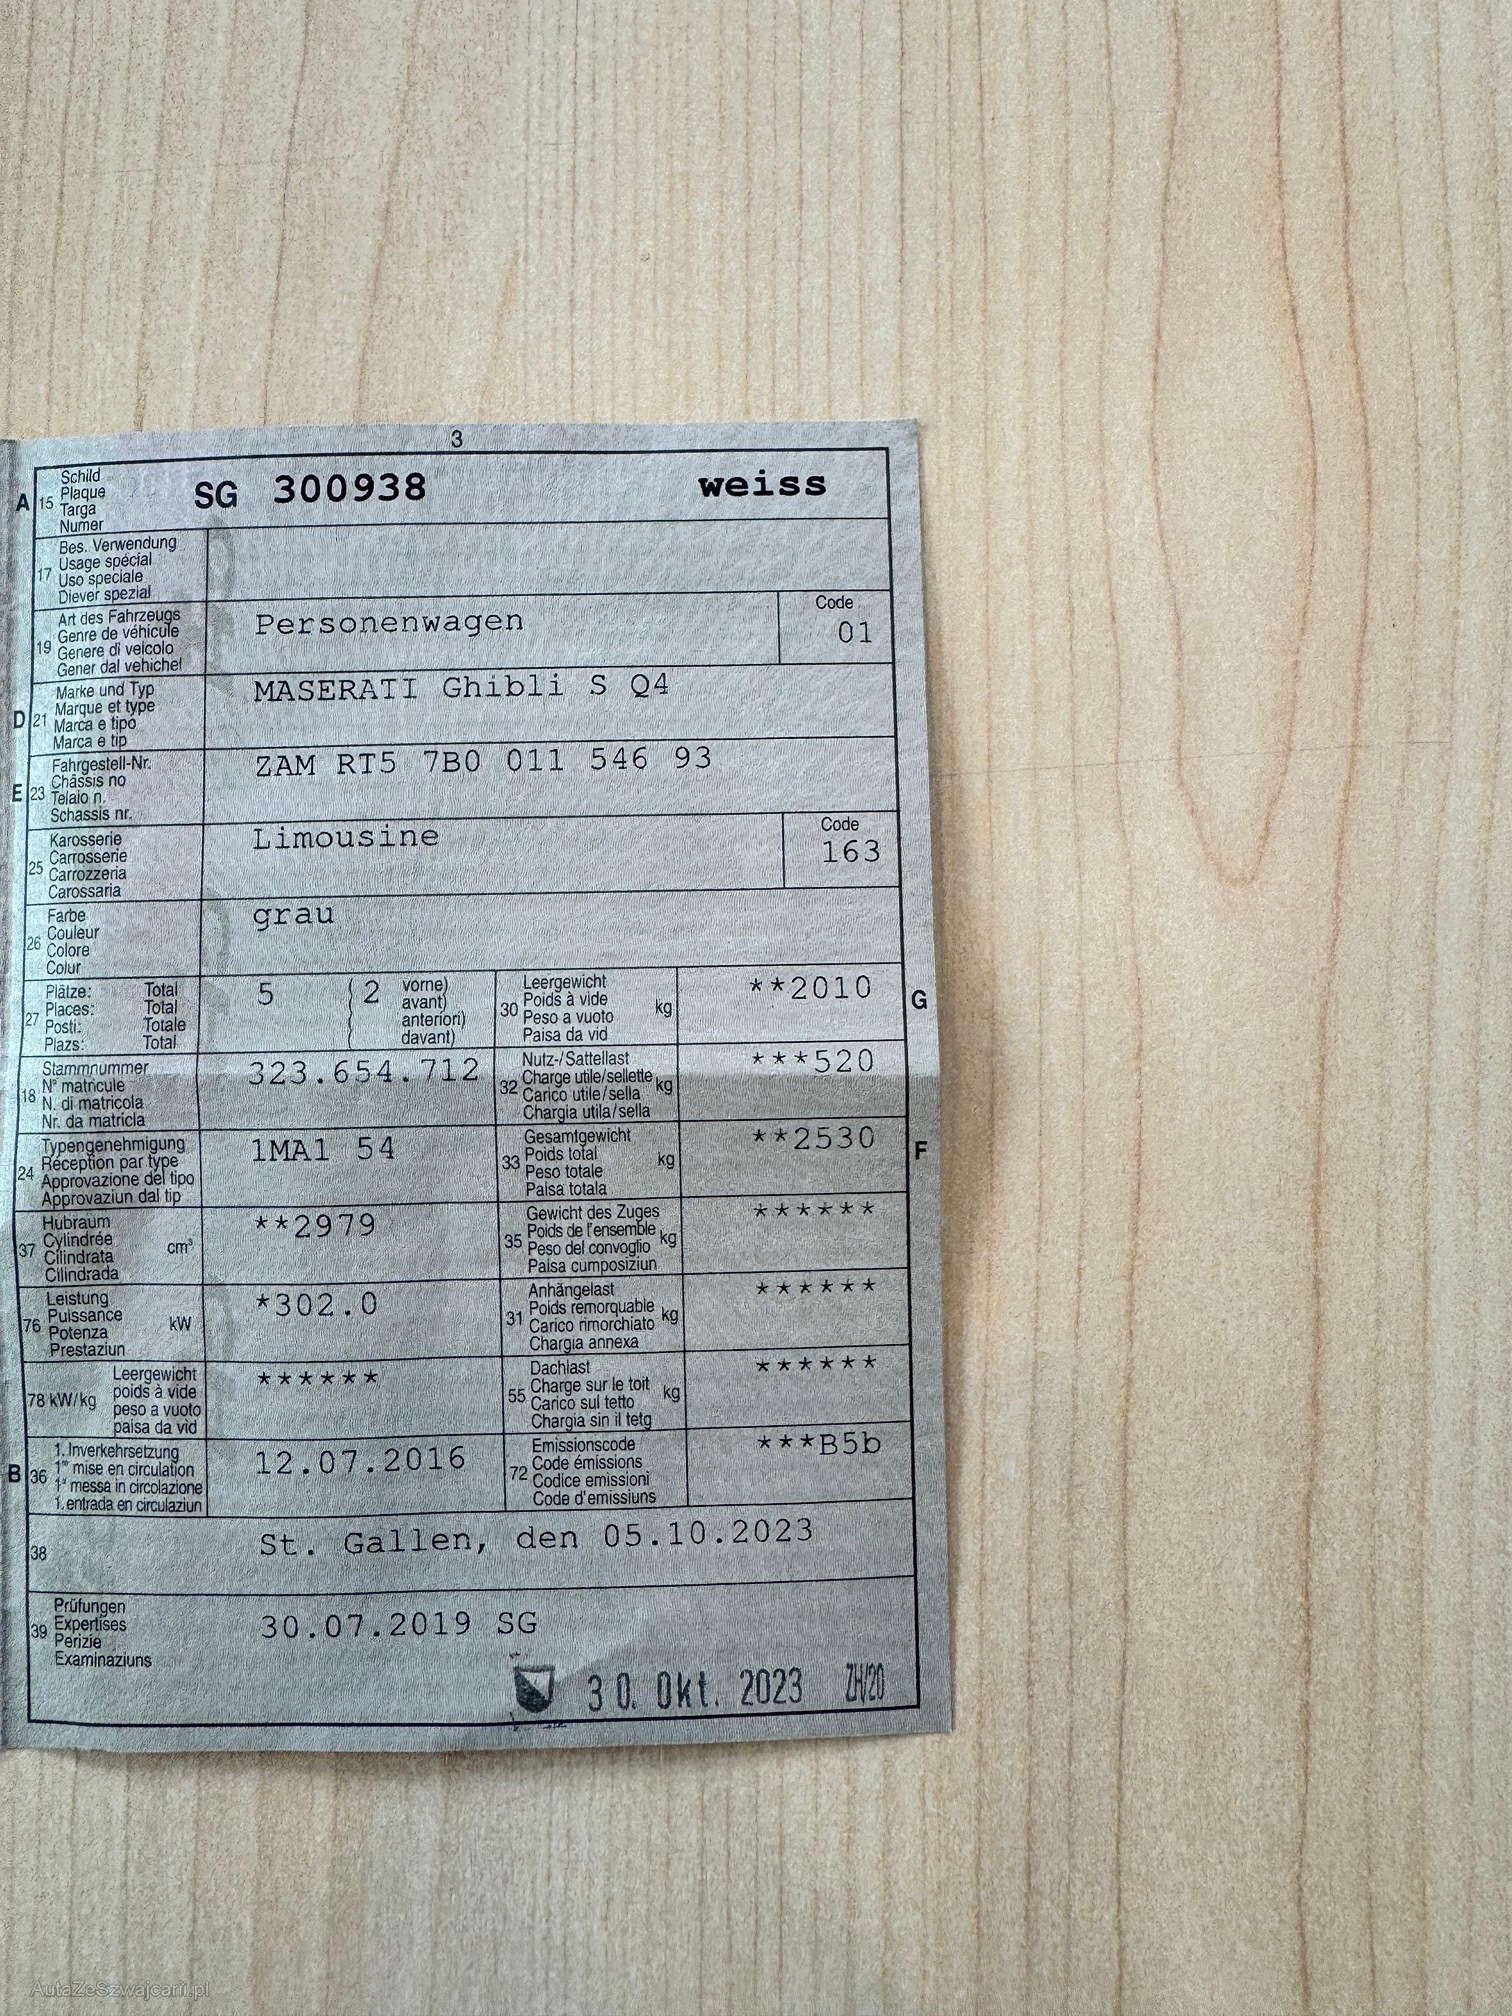 3
A 15 Schild
Plaque
Targa
Numer
SG 300938 weiss
17 Bes. Verwendung
Usage spécial
Uso speciale
Diever spezial
19 Art des Fahrzeugs
Genre de véhicule
Genere di veicolo
Gener dal vehichel
Personenwagen
Code
01
D 21 Marke und Typ
Marque et type
Marca e tipo
Marca e tip
MASERATI Ghibli S Q4
E 23 Fahrgestell-Nr.
Châssis no
Telaio n.
Schassis nr.
ZAM RT5 7B0 011 546 93
25 Karosserie
Carrosserie
Carrozzeria
Carossaria
Limousine
Code
163
26 Farbe
Couleur
Colore
Colur
grau
27 Plätze: Total
Places: Total
Posti: Totale
Plazs: Total
5 ( 2 vorne)
( avant)
( anteriori)
( davant)
30 Leergewicht
Poids à vide kg
Peso a vuoto
Paisa da vid
**2010
G
18 Stammnummer
N° matricule
N. di matricola
Nr. da matricla
323.654.712
32 Nutz-/Sattellast
Charge utile/sellette kg
Carico utile/sella
Chargia utila/sella
***520
24 Typengenehmigung
Réception par type
Approvazione del tipo
Approvaziun dal tip
1MA1 54
33 Gesamtgewicht
Poids total kg
Peso totale
Paisa totala
**2530
F
37 Hubraum
Cylindrée cm³
Cilindrata
Cilindrada
**2979
35 Gewicht des Zuges
Poids de l'ensemble kg
Peso del convoglio
Paisa cumposiziun
******
76 Leistung
Puissance kW
Potenza
Prestaziun
*302.0
31 Anhängelast
Poids remorquable kg
Carico rimorchiato
Chargia annexa
******
78 kW/kg Leergewicht
poids à vide
peso a vuoto
paisa da vid
******
55 Dachlast
Charge sur le toit kg
Carico sul tetto
Chargia sin il tetg
******
B 36 1. Inverkehrsetzung
1re mise en circulation
1a messa in circolazione
1. entrada en circulaziun
12.07.2016
72 Emissionscode
Code émissions
Codice emissioni
Code d'emissiuns
***B5b
38 St. Gallen, den 05.10.2023
39 Prüfungen
Expertises
Perizie
Examinaziuns
30.07.2019 SG
30. Okt. 2023 ZH/20
AutaZeSzwajcarii.pl